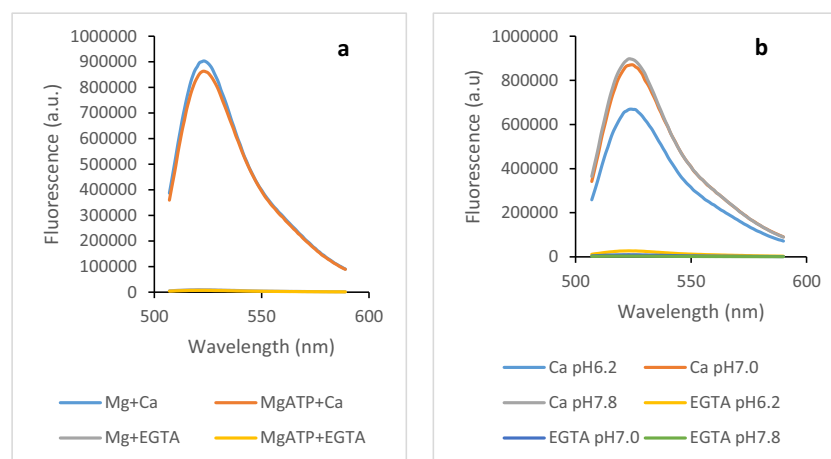 a
Fluorescence (a.u.)
1000000
900000
800000
700000
600000
500000
400000
300000
200000
100000
0
500 550 600
Wavelength (nm)
Mg+Ca MgATP+Ca
Mg+EGTA MgATP+EGTA
b
Fluorescence (a.u)
1000000
800000
600000
400000
200000
0
500 550 600
Wavelength (nm)
Ca pH6.2 Ca pH7.0
Ca pH7.8 EGTA pH6.2
EGTA pH7.0 EGTA pH7.8